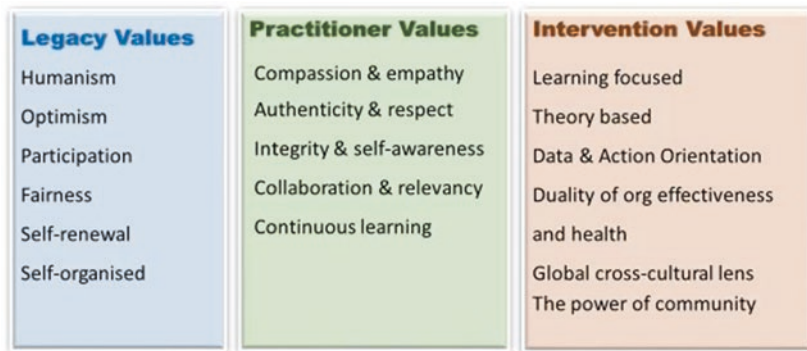 Legacy Values
Humanism
Optimism
Participation
Fairness
Self-renewal
Self-organised
Practitioner Values
Compassion & empathy
Authenticity & respect
Integrity & self-awareness
Collaboration & relevancy
Continuous learning
Intervention Values
Learning focused
Theory based
Data & Action Orientation
Duality of org effectiveness
and health
Global cross-cultural lens
The power of community